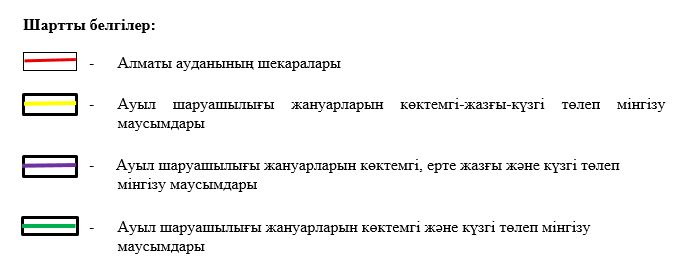 Шартты белгілер:
- Алматы ауданының шекаралары
- Ауыл шаруашылығы жануарларын көктемгі-жазғы-күзгі төлеп мінгізу
маусымдары
- Ауыл шаруашылығы жануарларын көктемгі, ерте жазғы және күзгі төлеп
мінгізу маусымдары
- Ауыл шаруашылығы жануарларын көктемгі және күзгі төлеп мінгізу
маусымдары